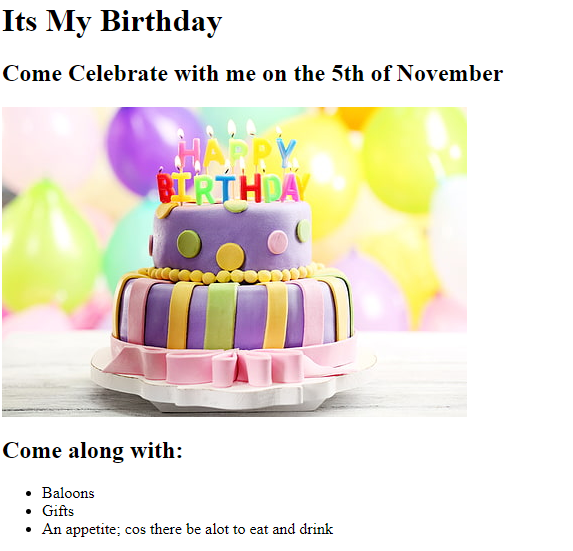 Its My Birthday
Come Celebrate with me on the 5th of November
HAPPY
BIRTHDAY
Come along with:
Baloons
Gifts
An appetite; cos there be alot to eat and drink